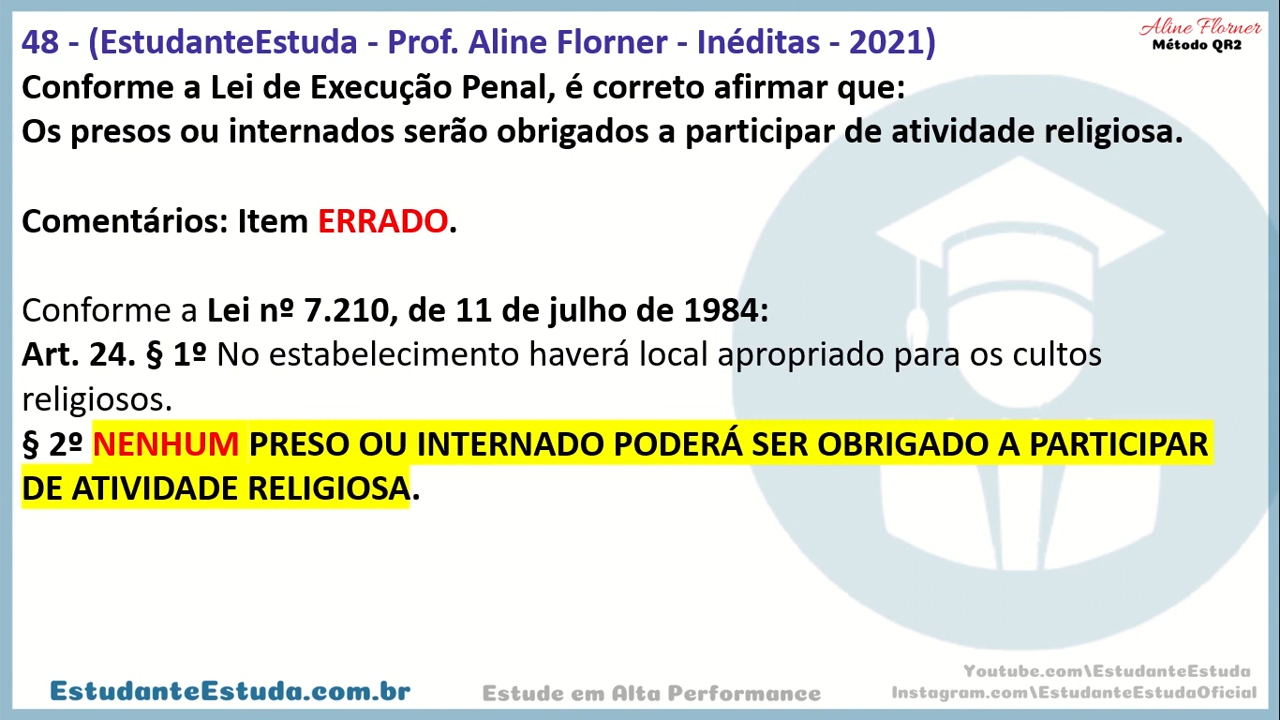 Aline Florner
Método QR2
48 - (EstudanteEstuda - Prof. Aline Florner - Inéditas - 2021)
Conforme a Lei de Execução Penal, é correto afirmar que:
Os presos ou internados serão obrigados a participar de atividade religiosa.
Comentários: Item ERRADO.
Conforme a Lei nº 7.210, de 11 de julho de 1984:
Art. 24. § 1º No estabelecimento haverá local apropriado para os cultos
religiosos.
§ 2º NENHUM PRESO OU INTERNADO PODERÁ SER OBRIGADO A PARTICIPAR
DE ATIVIDADE RELIGIOSA.
EstudanteEstuda.com.br
Estude em Alta Performance
Youtube.com\EstudanteEstuda
Instagram.com\EstudanteEstudaOficial